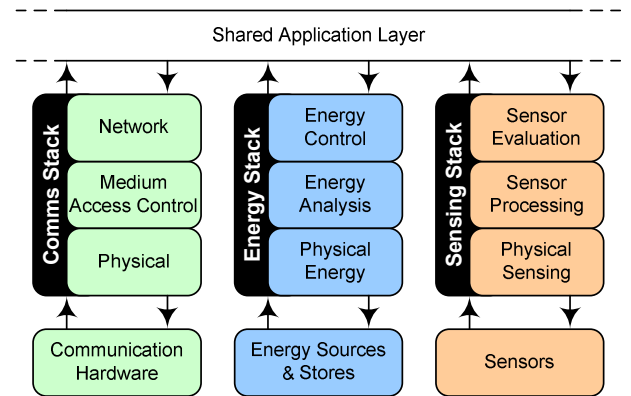 Shared Application Layer
Comms Stack
Network
Medium
Access Control
Physical
Communication
Hardware
Energy Stack
Energy
Control
Energy
Analysis
Physical
Energy
Energy Sources
& Stores
Sensing Stack
Sensor
Evaluation
Sensor
Processing
Physical
Sensing
Sensors